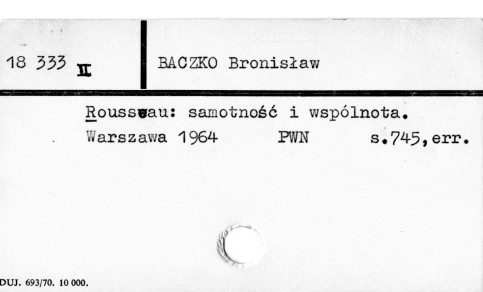 18 333 II
BACZKO Bronisław
Rousseau: samotność i wspólnota.
Warszawa 1964 PWN s.745,err.
DUJ. 693/70. 10 000.